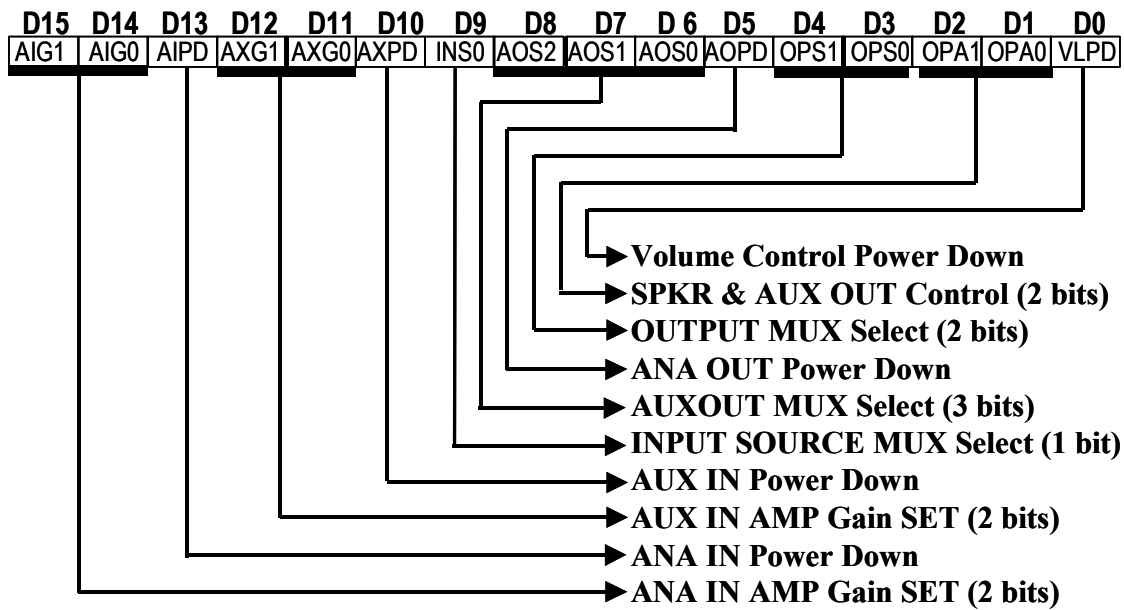 D15 D14 D13 D12 D11 D10 D9 D8 D7 D 6 D5 D4 D3 D2 D1 D0
AIG1 AIG0 AIPD AXG1 AXG0 AXPD INS0 AOS2 AOS1 AOS0 AOPD OPS1 OPS0 OPA1 OPA0 VLPD
Volume Control Power Down
SPKR & AUX OUT Control (2 bits)
OUTPUT MUX Select (2 bits)
ANA OUT Power Down
AUXOUT MUX Select (3 bits)
INPUT SOURCE MUX Select (1 bit)
AUX IN Power Down
AUX IN AMP Gain SET (2 bits)
ANA IN Power Down
ANA IN AMP Gain SET (2 bits)